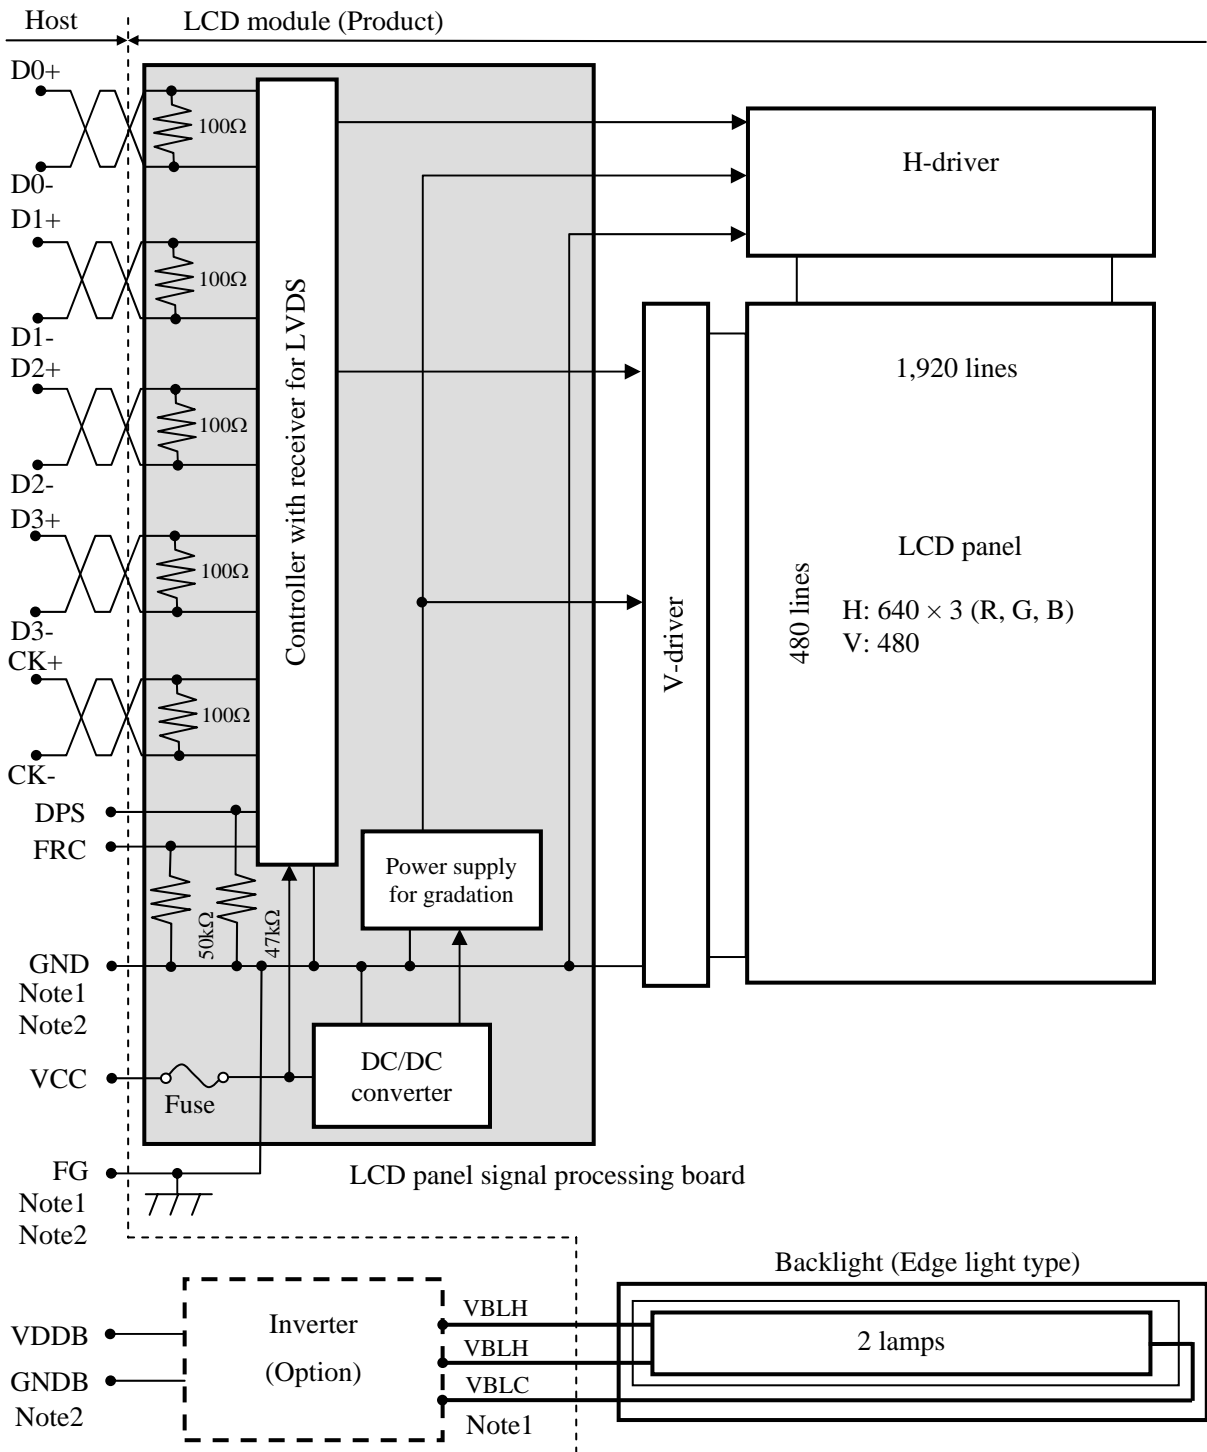 Host
LCD module (Product)
D0+
100Ω
D0-
D1+
100Ω
D1-
D2+
100Ω
D2-
D3+
100Ω
D3-
CK+
100Ω
CK-
DPS
FRC
50kΩ
47kΩ
GND
Note1
Note2
VCC
Fuse
FG
Note1
Note2
Controller with receiver for LVDS
Power supply
for gradation
DC/DC
converter
LCD panel signal processing board
H-driver
V-driver
1,920 lines
480 lines
LCD panel
H: 640 × 3 (R, G, B)
V: 480
Backlight (Edge light type)
VDDB
GNDB
Note2
Inverter
(Option)
VBLH
VBLH
VBLC
Note1
2 lamps